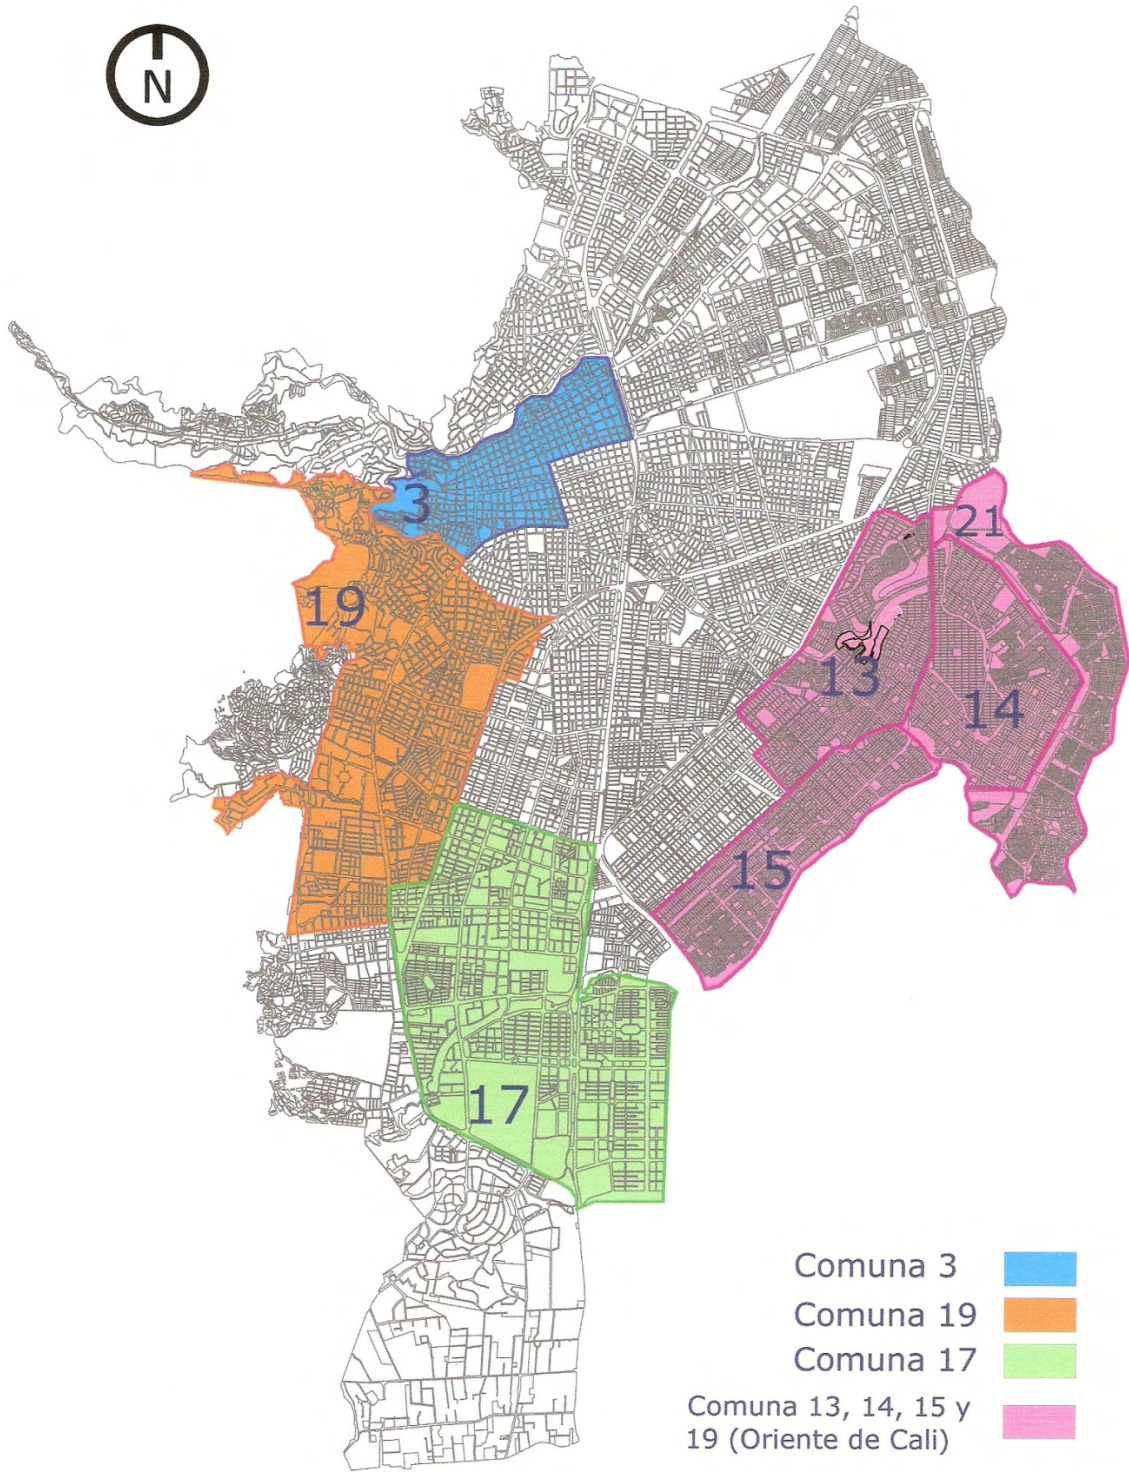 N
3
21
19
13
14
15
17
Comuna 3
Comuna 19
Comuna 17
Comuna 13, 14, 15 y
19 (Oriente de Cali)